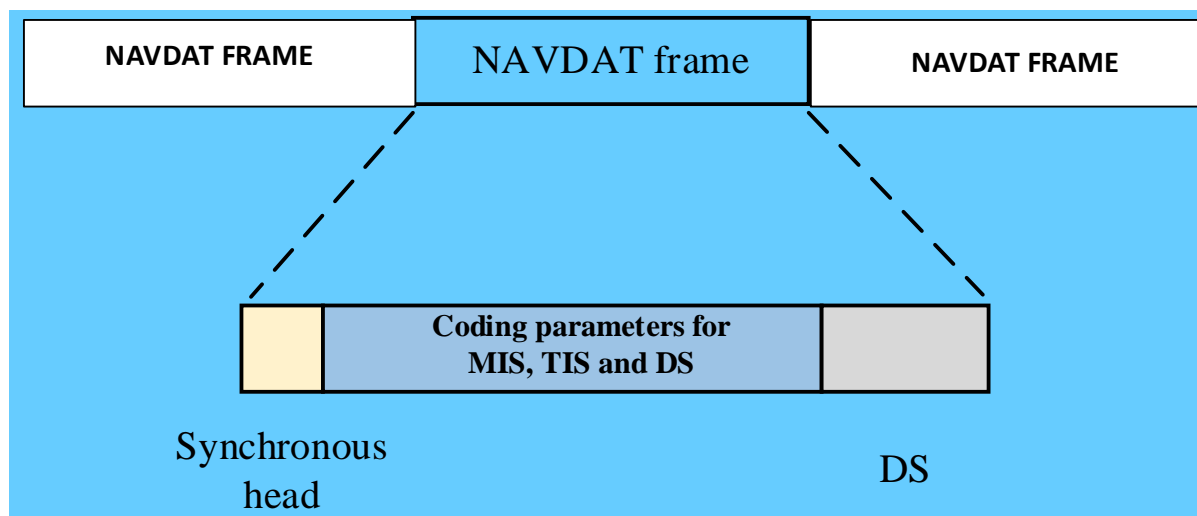 NAVDAT FRAME
NAVDAT frame
NAVDAT FRAME
Coding parameters for
MIS, TIS and DS
Synchronous
head
DS